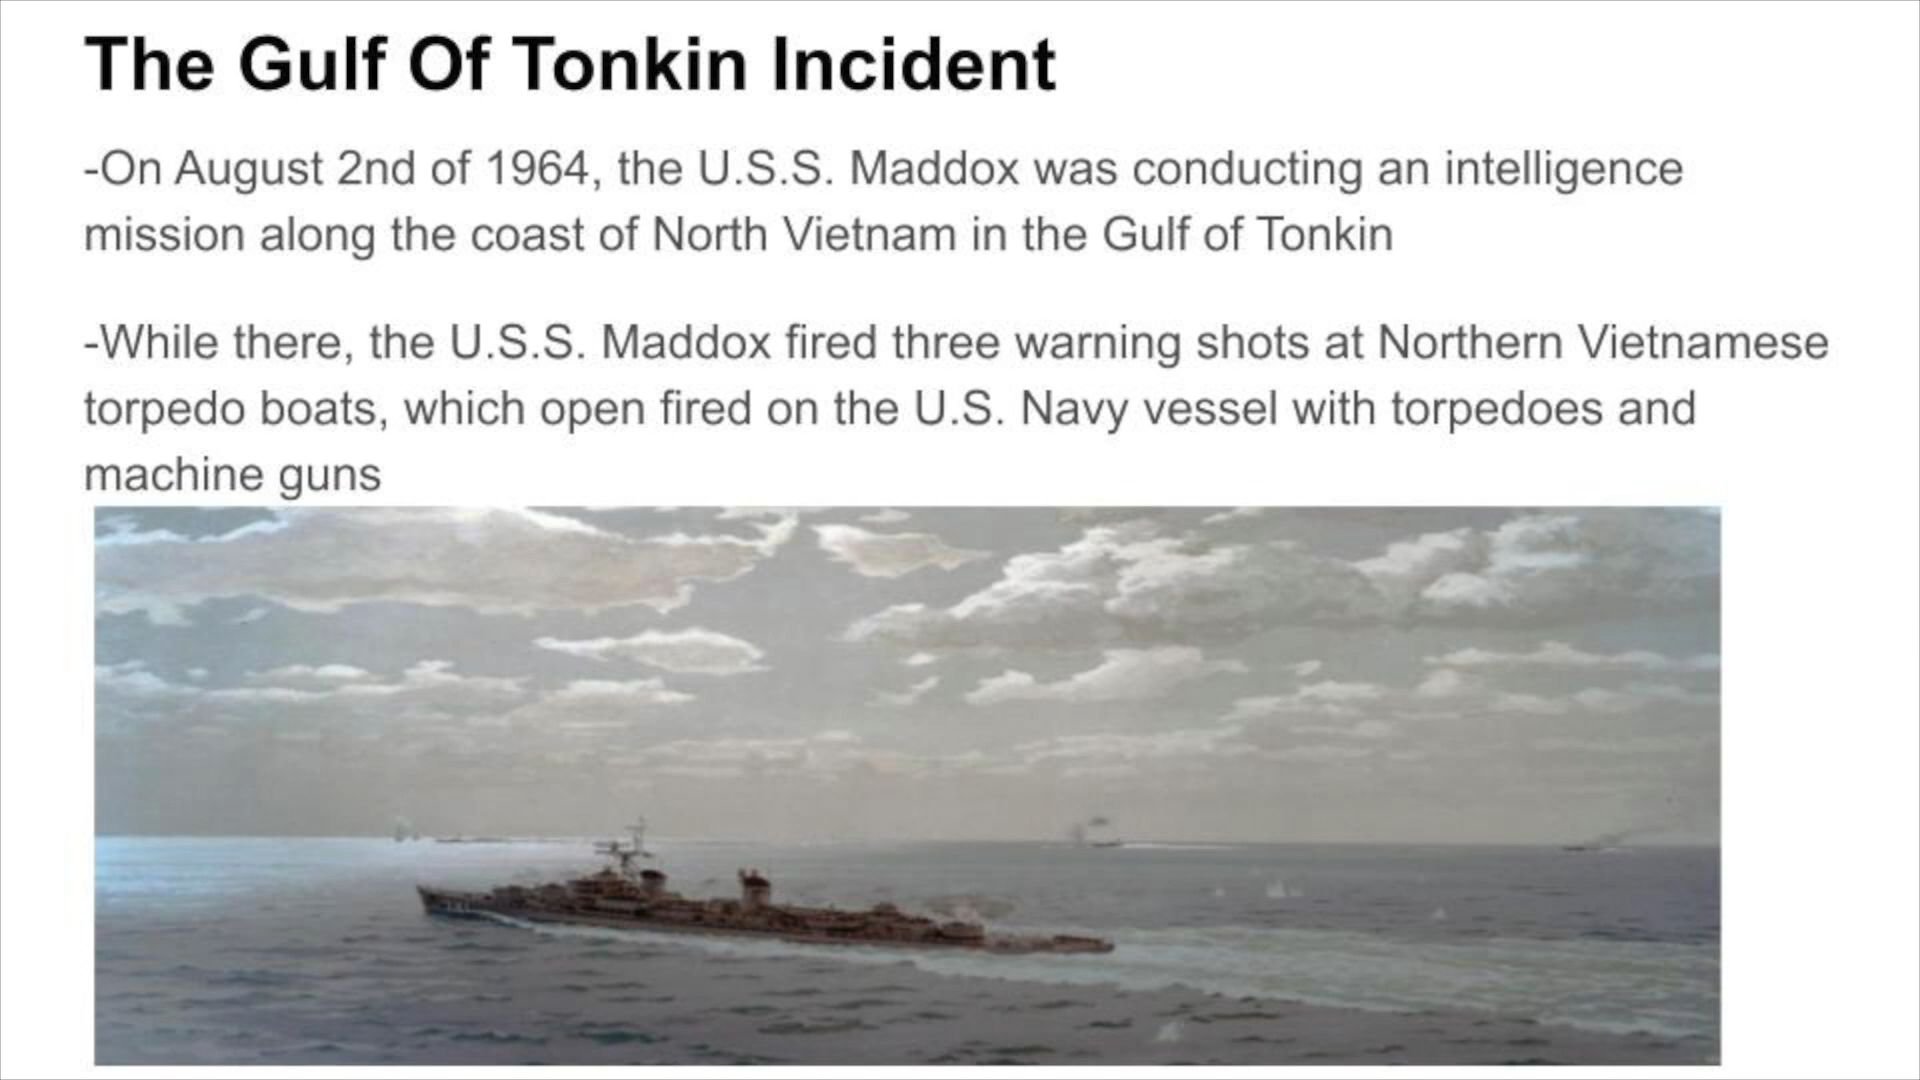 The Gulf Of Tonkin Incident
-On August 2nd of 1964, the U.S.S. Maddox was conducting an intelligence
mission along the coast of North Vietnam in the Gulf of Tonkin
-While there, the U.S.S. Maddox fired three warning shots at Northern Vietnamese
torpedo boats, which open fired on the U.S. Navy vessel with torpedoes and
machine guns